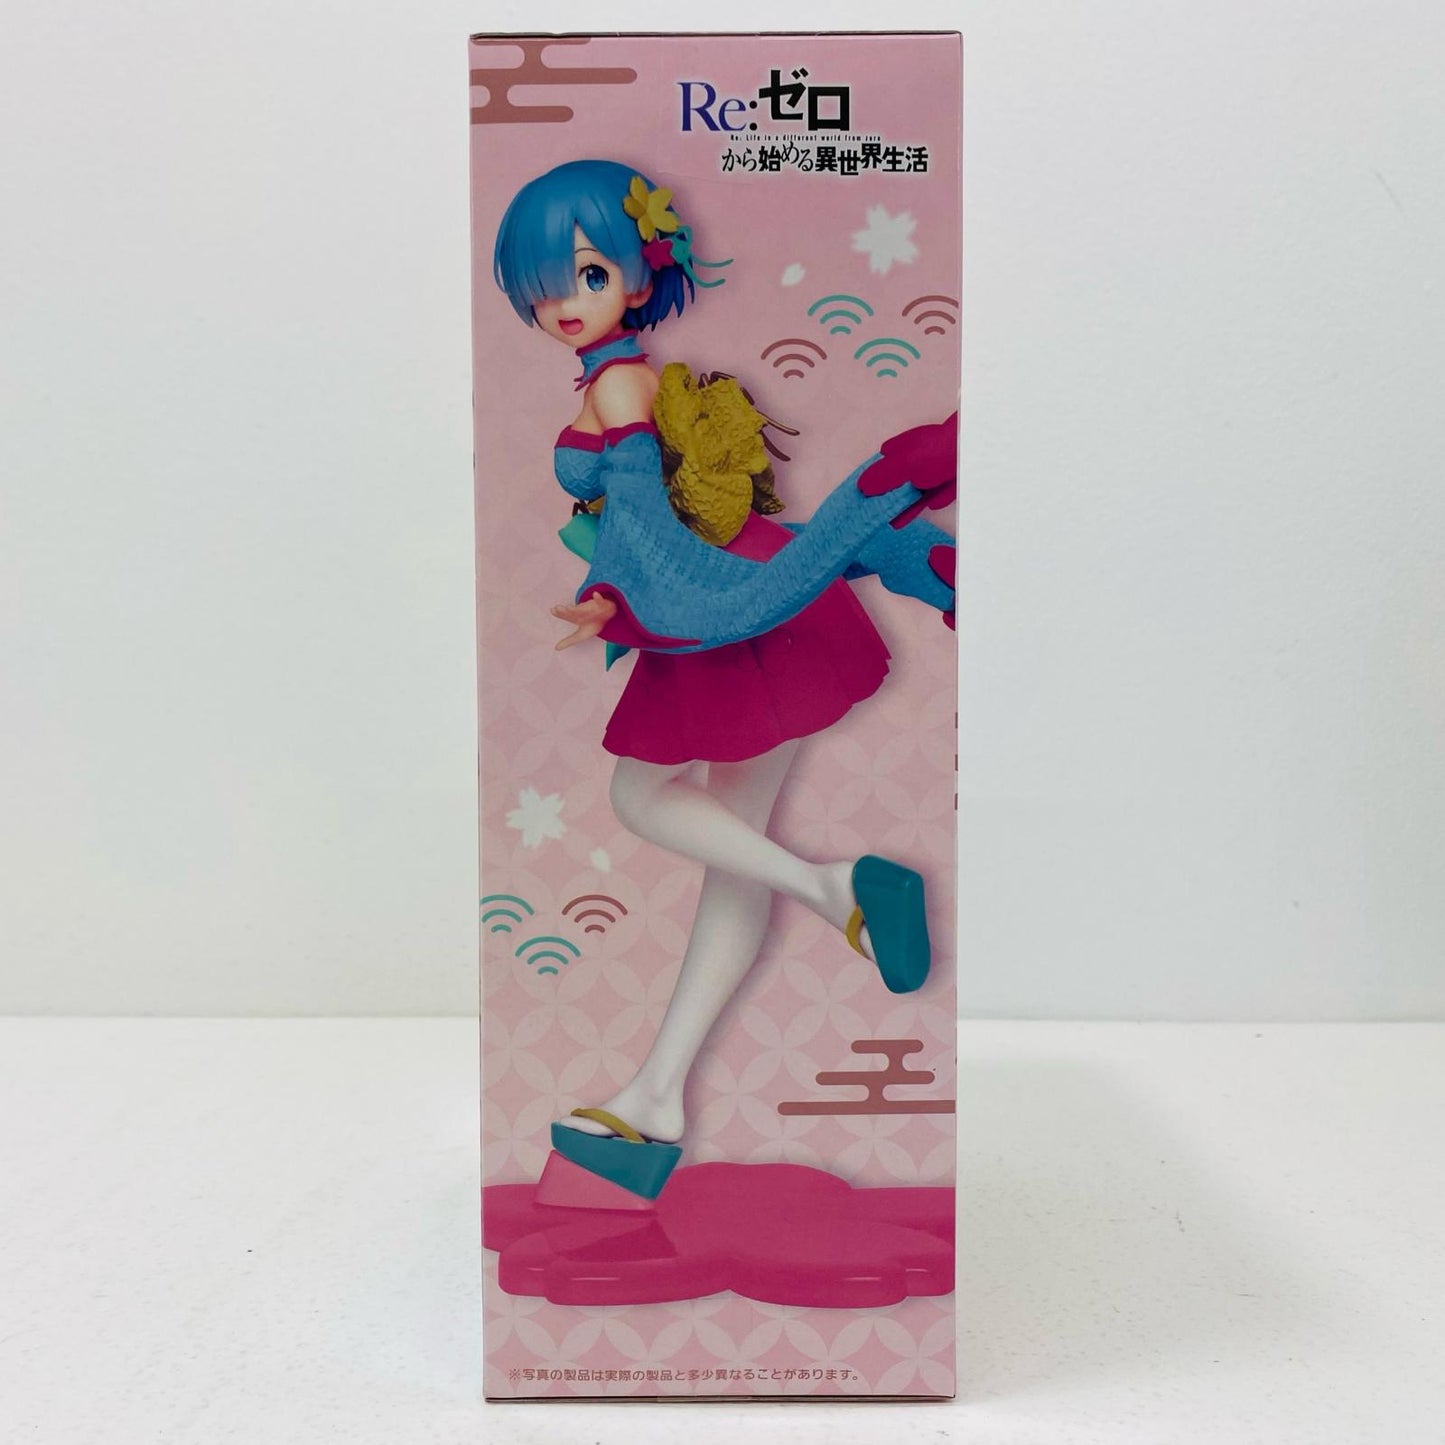 Re:ゼロ
Re: Life in a different world from zero
から始める異世界生活
※写真の製品は実際の製品と多少異なることがあります。